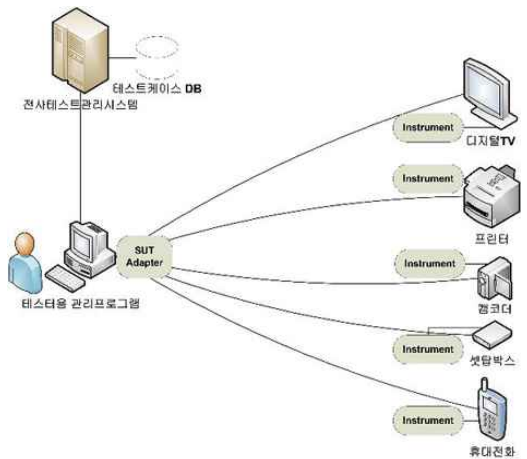 테스트케이스 DB
전사테스트관리시스템
Instrument
디지털TV
Instrument
프린터
SUT
Adapter
테스터용 관리프로그램
Instrument
캠코더
Instrument
셋탑박스
Instrument
휴대전화